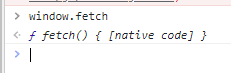 window.fetch
ƒ fetch() { [native code] }